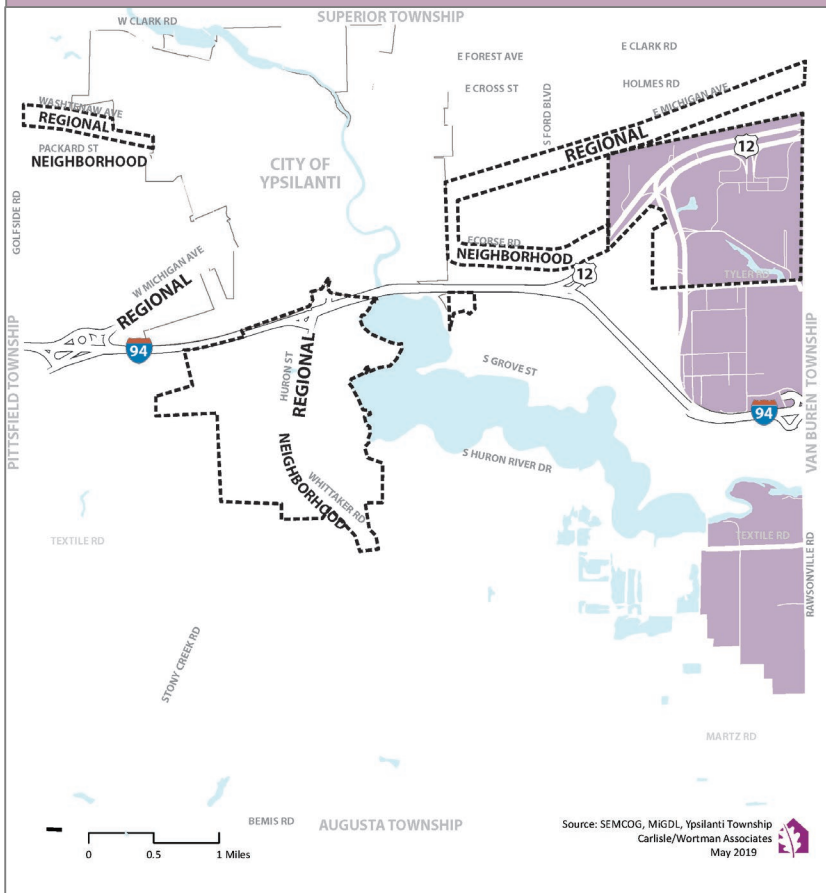 SUPERIOR TOWNSHIP
W CLARK RD
E FOREST AVE
E CLARK RD
E CROSS ST
HOLMES RD
S FORD BLVD
E MICHIGAN AVE
WASHTENAW AVE
REGIONAL
PACKARD ST
NEIGHBORHOOD
CITY OF
YPSILANTI
REGIONAL
12
GOLFSIDE RD
ECORSE RD
NEIGHBORHOOD
12
TYLER RD
W MICHIGAN AVE
REGIONAL
94
PITTSFIELD TOWNSHIP
VAN BUREN TOWNSHIP
HURON ST
REGIONAL
S GROVE ST
94
NEIGHBORHOOD
WHITTAKER RD
S HURON RIVER DR
TEXTILE RD
TEXTILE RD
RAWSONVILLE RD
STONY CREEK RD
MARTZ RD
BEMIS RD
AUGUSTA TOWNSHIP
0 0.5 1 Miles
Source: SEMCOG, MiGDL, Ypsilanti Township
Carlisle/Wortman Associates
May 2019